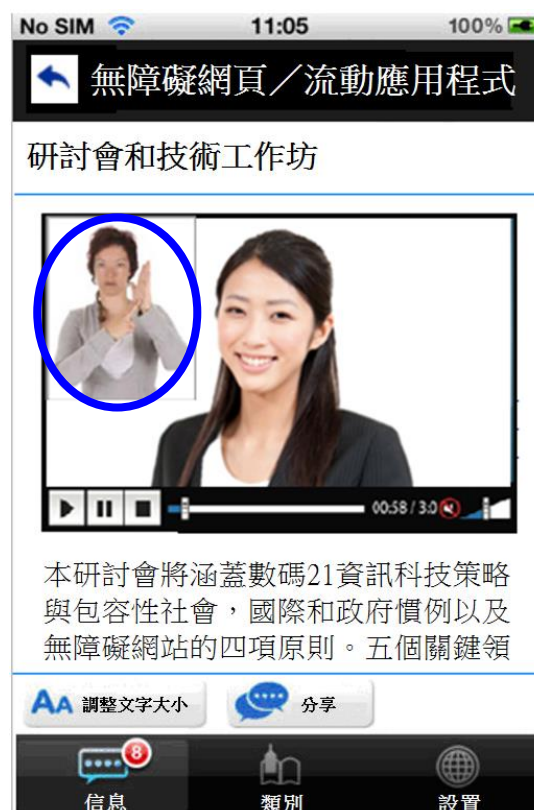 No SIM 11:05 100%
無障礙網頁／流動應用程式
研討會和技術工作坊
00:58 / 3:0
本研討會將涵蓋數碼21資訊科技策略
與包容性社會，國際和政府慣例以及
無障礙網站的四項原則。五個關鍵領
AA 調整文字大小 分享
8
信息 類別 設置